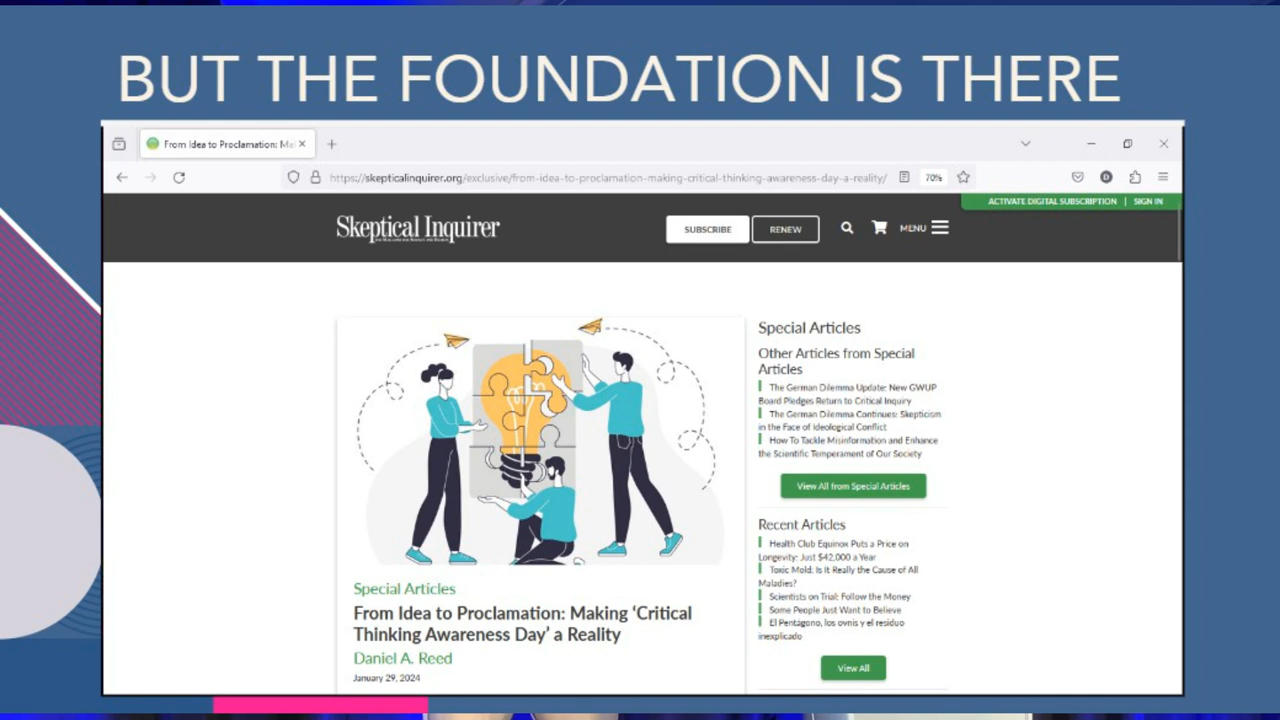 BUT THE FOUNDATION IS THERE
From Idea to Proclamation: Ma
https://skepticalinquirer.org/exclusive/from-idea-to-proclamation-making-critical-thinking-awareness-day-a-reality/
70%
ACTIVATE DIGITAL SUBSCRIPTION | SIGN IN
Skeptical Inquirer
SUBSCRIBE
RENEW
MENU
Special Articles
From Idea to Proclamation: Making ‘Critical
Thinking Awareness Day’ a Reality
Daniel A. Reed
January 29, 2024
Special Articles
Other Articles from Special
Articles
The German Dilemma Update: New GWUP
Board Pledges Return to Critical Inquiry
The German Dilemma Continues: Skepticism
in the Face of Ideological Conflict
How To Tackle Misinformation and Enhance
the Scientific Temperament of Our Society
View All from Special Articles
Recent Articles
Health Club Equinox Puts a Price on
Longevity: Just $42,000 a Year
Toxic Mold: Is It Really the Cause of All
Maladies?
Scientists on Trial: Follow the Money
Some People Just Want to Believe
El Pentágono, los ovnis y el residuo
inexplicado
View All